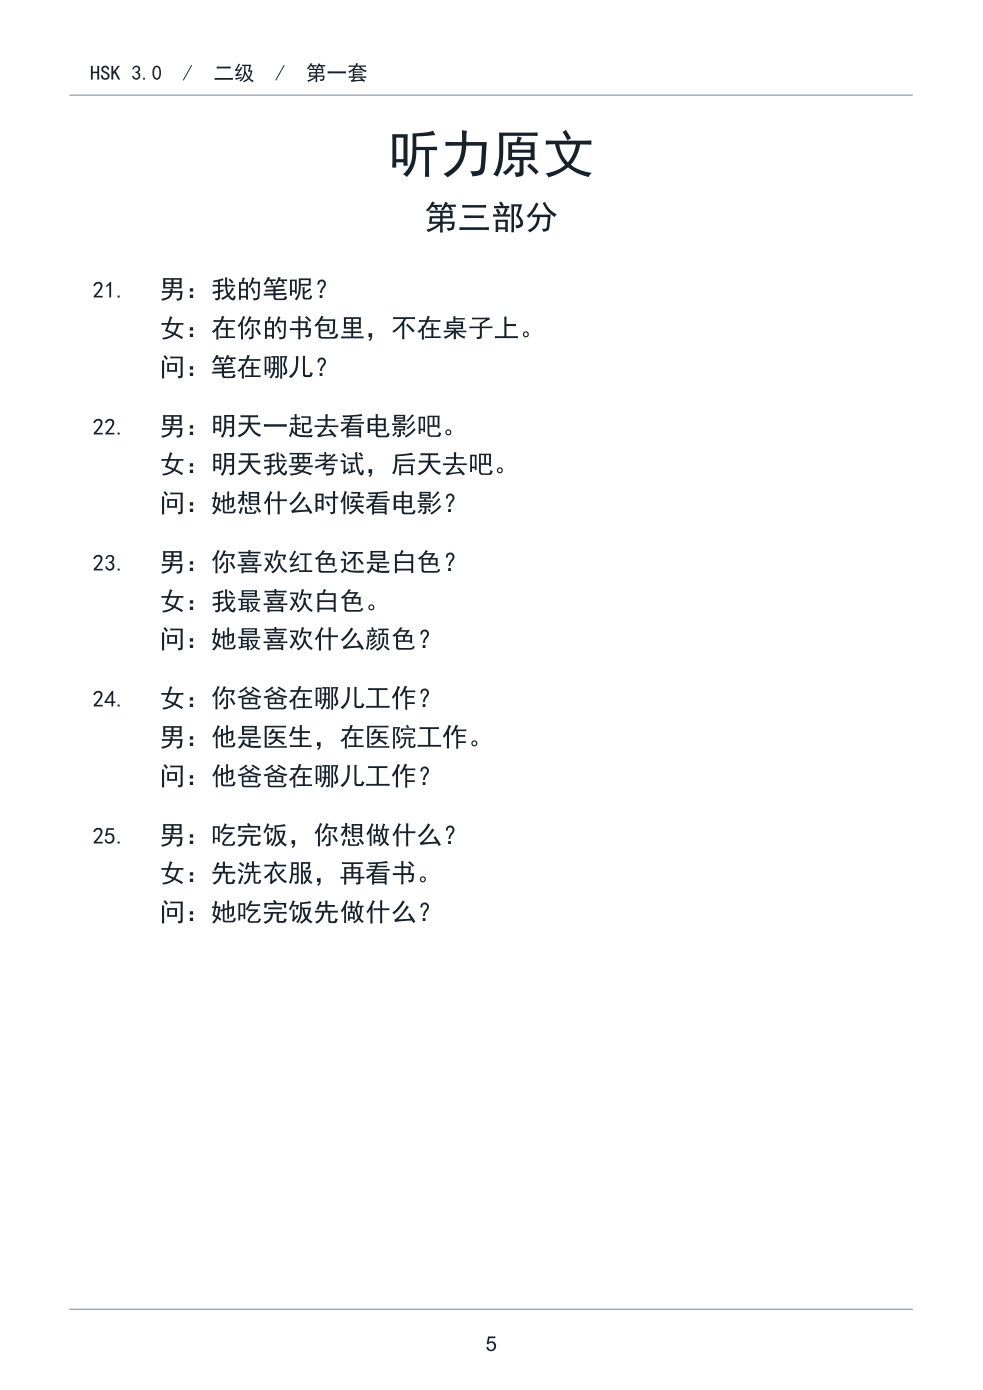 HSK 3.0 / 二级 / 第一套
听力原文
第三部分
21. 男：我的笔呢？
女：在你的书包里，不在桌子上。
问：笔在哪儿？
22. 男：明天一起去看电影吧。
女：明天我要考试，后天去吧。
问：她想什么时候看电影？
23. 男：你喜欢红色还是白色？
女：我最喜欢白色。
问：她最喜欢什么颜色？
24. 女：你爸爸在哪儿工作？
男：他是医生，在医院工作。
问：他爸爸在哪儿工作？
25. 男：吃完饭，你想做什么？
女：先洗衣服，再看书。
问：她吃完饭先做什么？
5